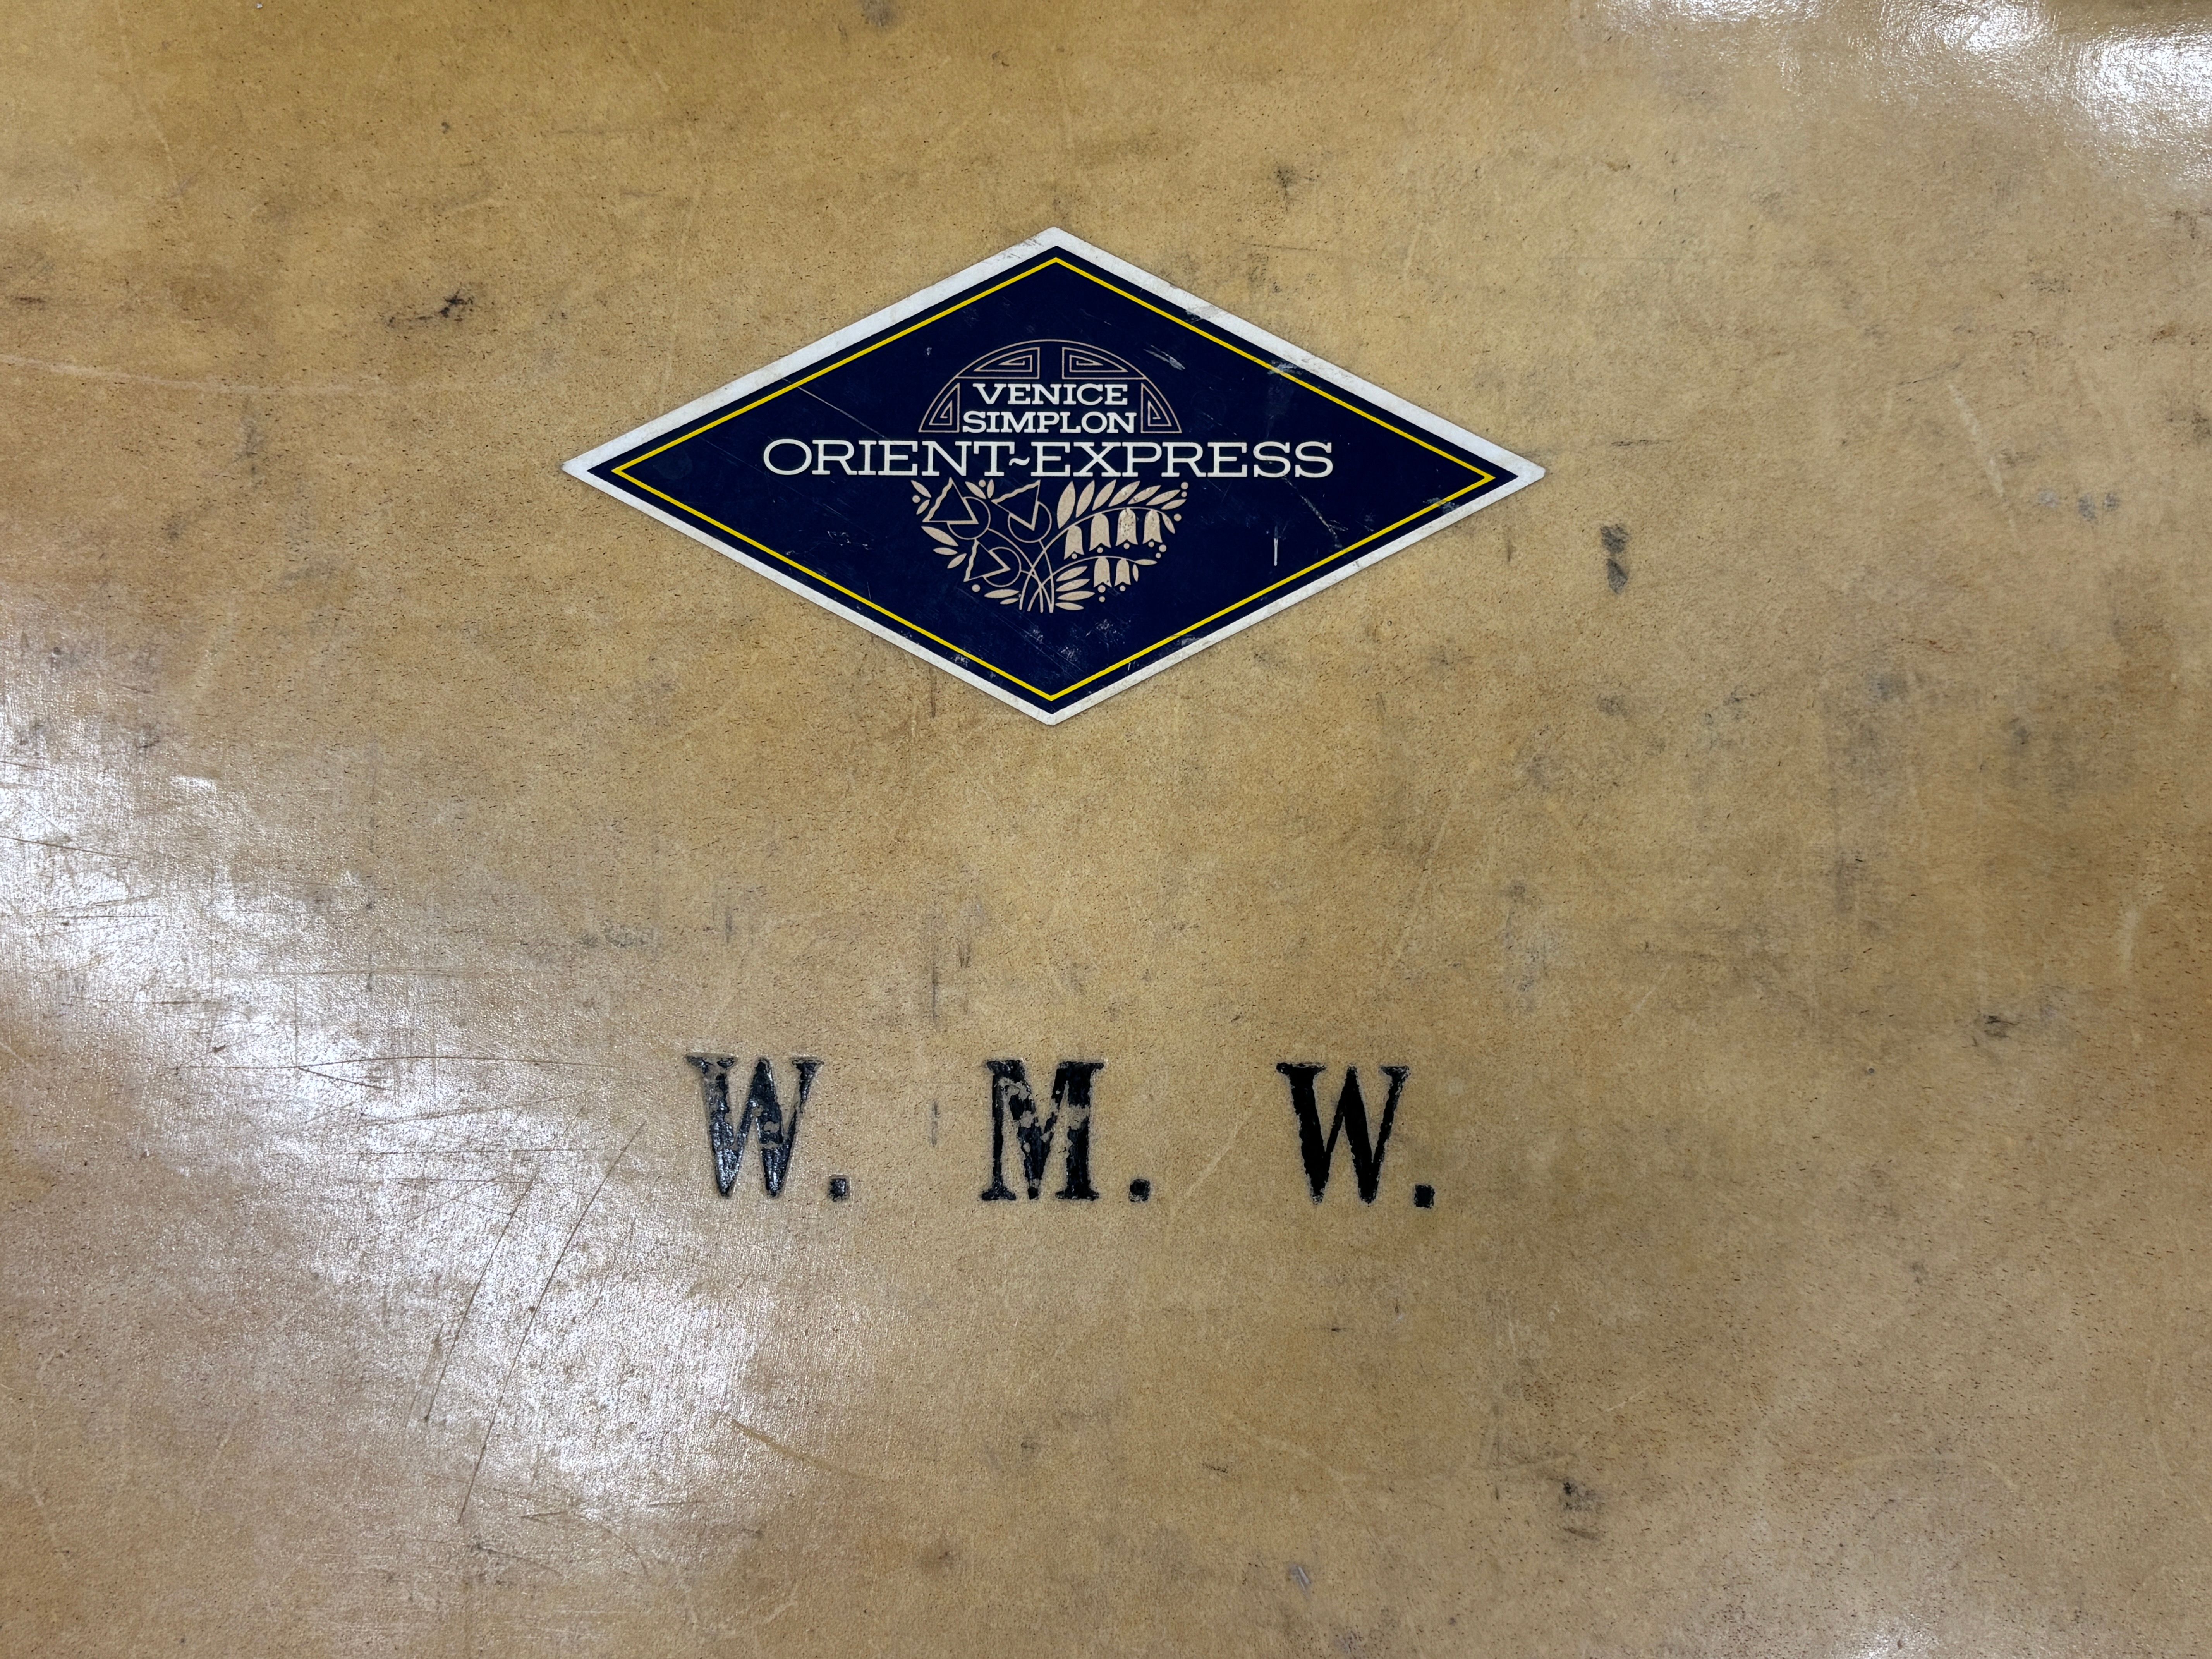 VENICE
SIMPLON
ORIENT~EXPRESS
W. M. W.